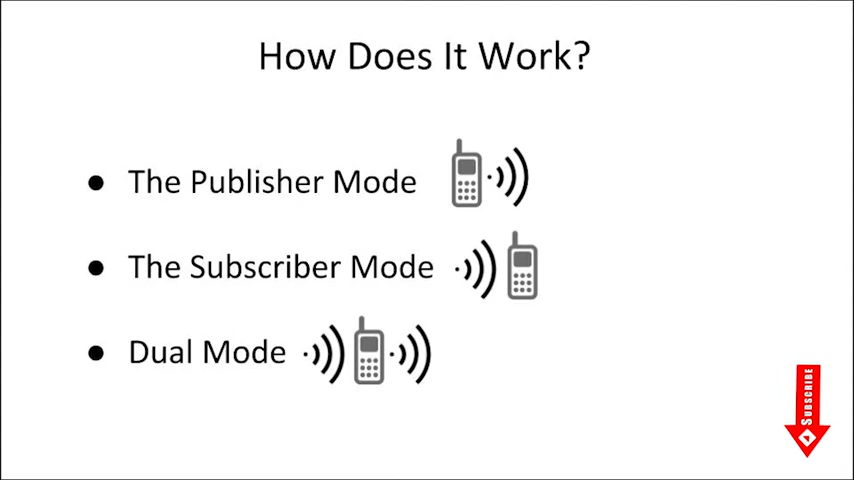 How Does It Work?
● The Publisher Mode
● The Subscriber Mode
● Dual Mode
SUBSCRIBE